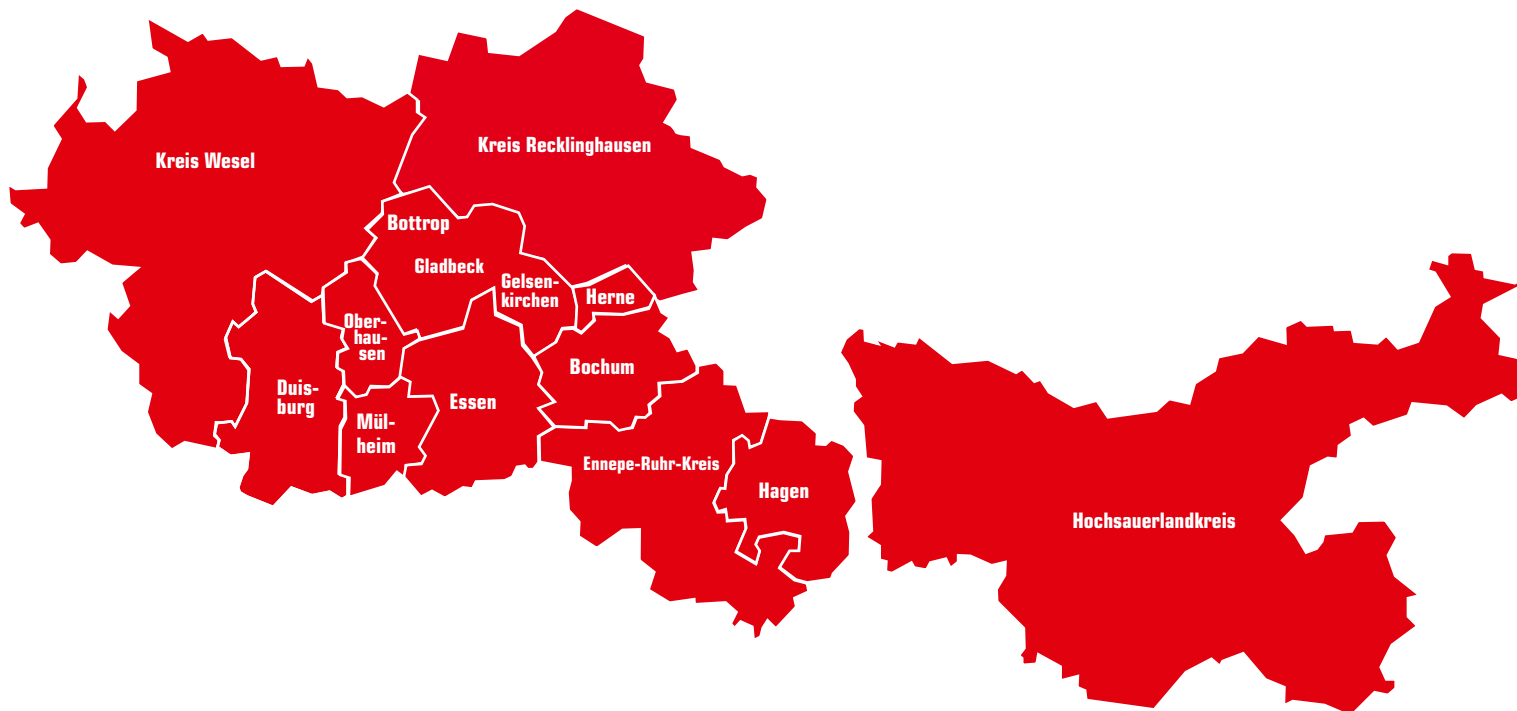 Kreis Wesel
Kreis Recklinghausen
Bottrop
Gladbeck
Gelsen-
kirchen
Herne
Ober-
hau-
sen
Bochum
Duis-
burg
Essen
Mül-
heim
Ennepe-Ruhr-Kreis
Hagen
Hochsauerlandkreis